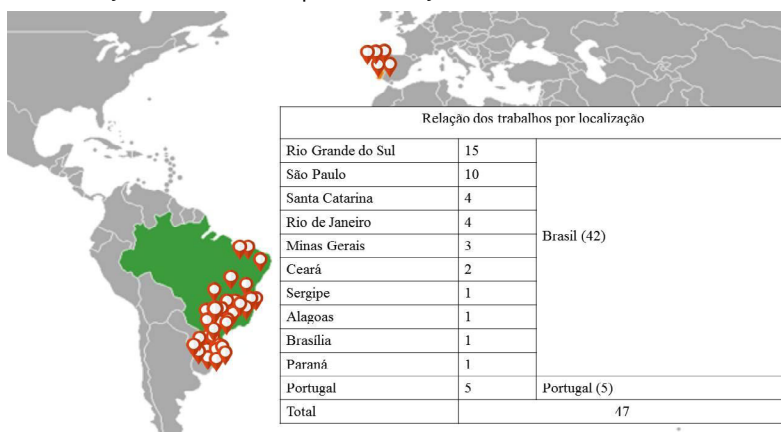 Relação dos trabalhos por localização
Rio Grande do Sul 15
São Paulo 10
Santa Catarina 4
Rio de Janeiro 4
Minas Gerais 3
Brasil (42)
Ceará 2
Sergipe 1
Alagoas 1
Brasília 1
Paraná 1
Portugal 5 Portugal (5)
Total 47